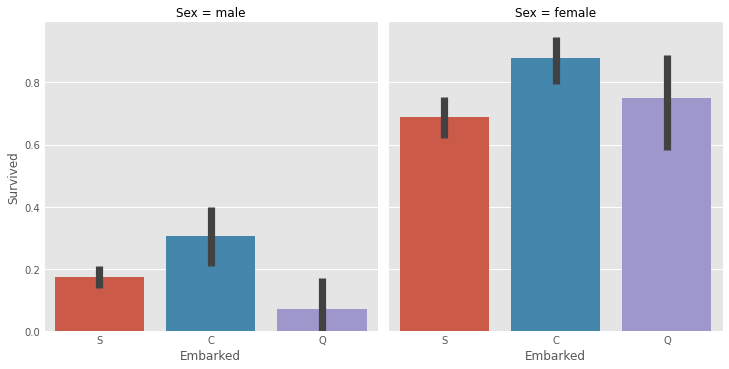 Sex = male
Sex = female
Survived
0.8
0.6
0.4
0.2
0.0
S
C
Q
S
C
Q
Embarked
Embarked